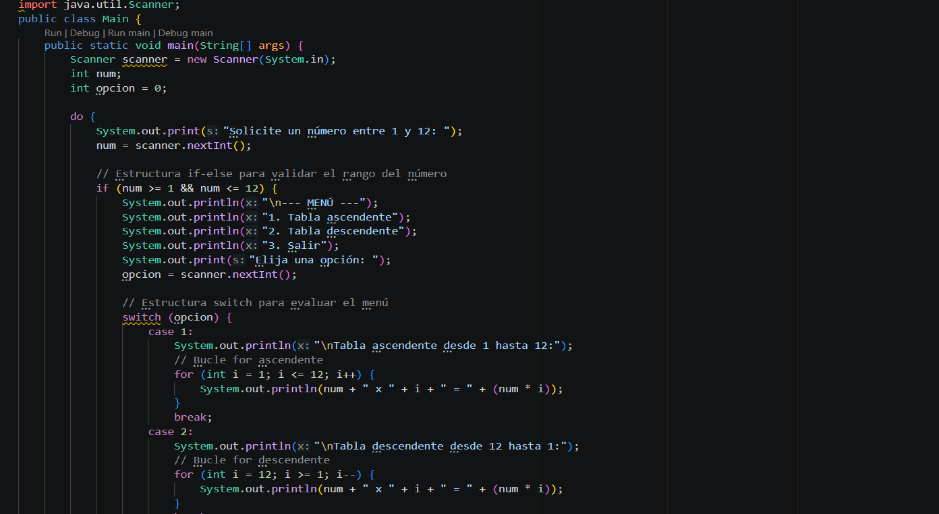 import java.util.Scanner;
public class Main {
Run | Debug | Run main | Debug main
public static void main(String[] args) {
Scanner scanner = new Scanner(System.in);
int num;
int opcion = 0;
do {
System.out.print(s: "Solicite un número entre 1 y 12: ");
num = scanner.nextInt();
// Estructura if-else para validar el rango del número
if (num >= 1 && num <= 12) {
System.out.println(x: "\n--- MENÚ ---");
System.out.println(x: "1. Tabla ascendente");
System.out.println(x: "2. Tabla descendente");
System.out.println(x: "3. Salir");
System.out.print(s: "Elija una opción: ");
opcion = scanner.nextInt();
// Estructura switch para evaluar el menú
switch (opcion) {
case 1:
System.out.println(x: "\nTabla ascendente desde 1 hasta 12:");
// Bucle for ascendente
for (int i = 1; i <= 12; i++) {
System.out.println(num + " x " + i + " = " + (num * i));
}
break;
case 2:
System.out.println(x: "\nTabla descendente desde 12 hasta 1:");
// Bucle for descendente
for (int i = 12; i >= 1; i--) {
System.out.println(num + " x " + i + " = " + (num * i));
}